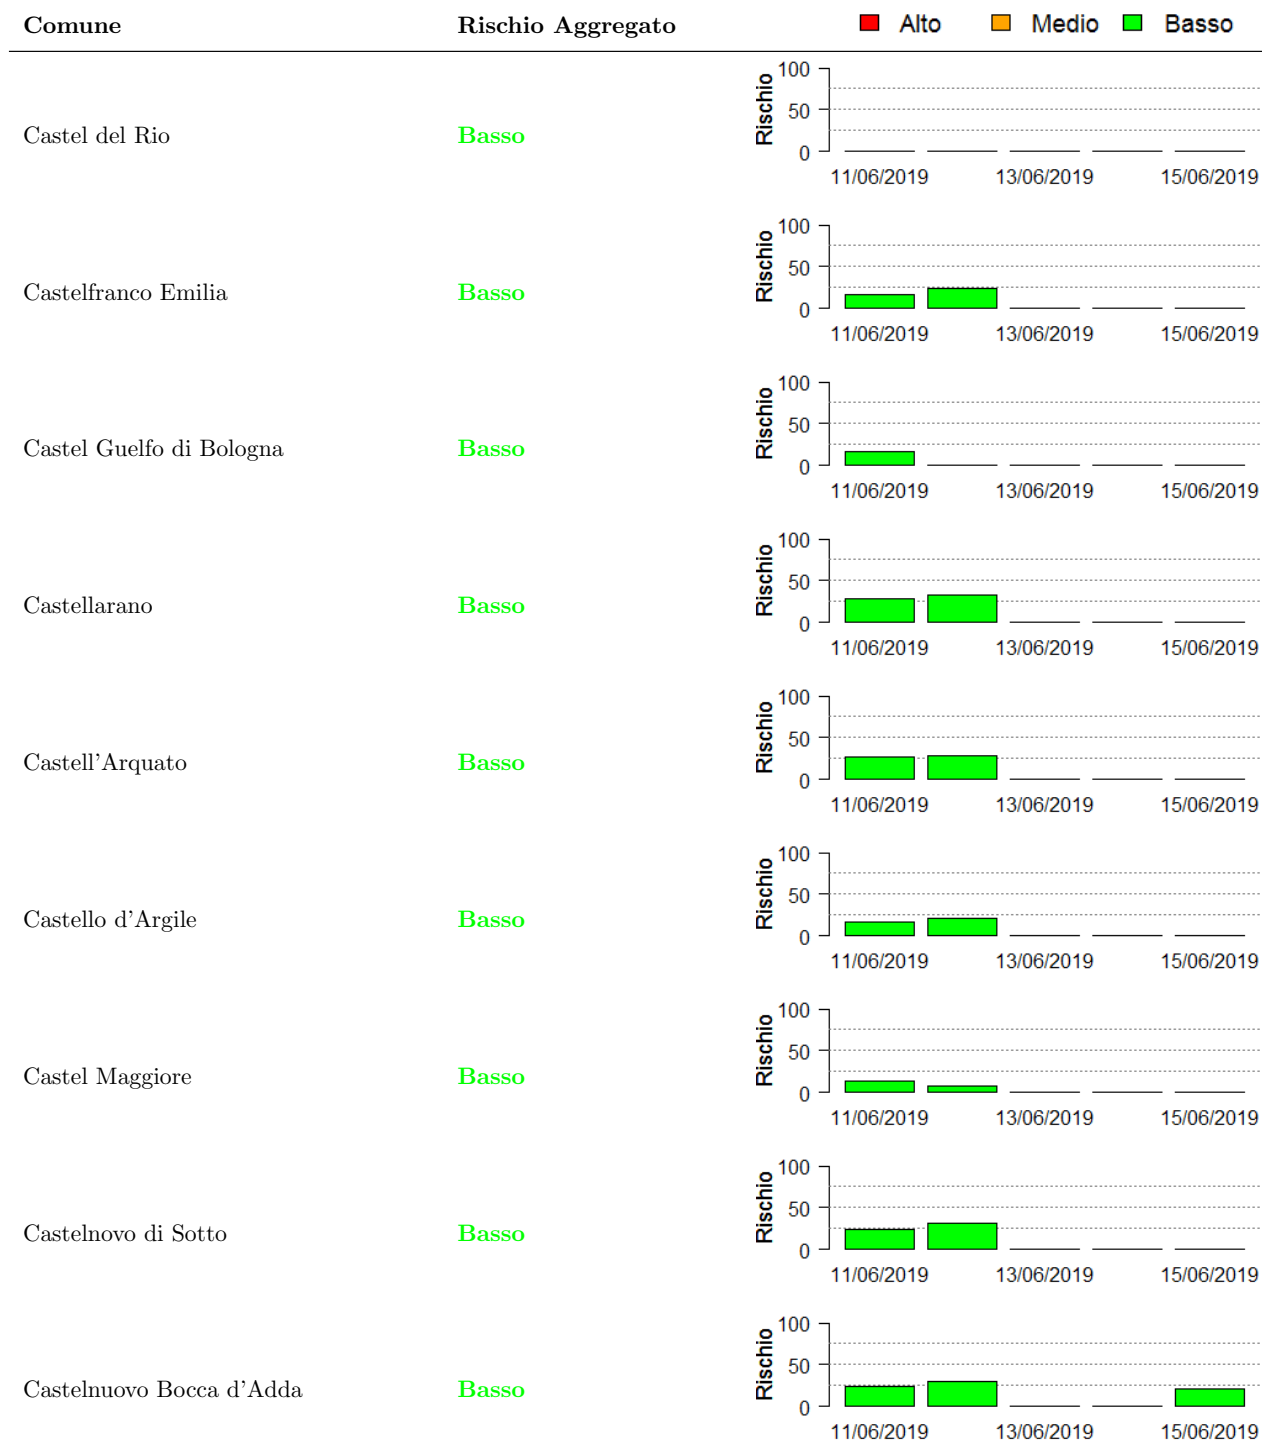 Comune Rischio Aggregato Alto Medio Basso
100
50
0
Rischio
Castel del Rio Basso
11/06/2019 13/06/2019 15/06/2019
100
50
0
Rischio
Castelfranco Emilia Basso
11/06/2019 13/06/2019 15/06/2019
100
50
0
Rischio
Castel Guelfo di Bologna Basso
11/06/2019 13/06/2019 15/06/2019
100
50
0
Rischio
Castellarano Basso
11/06/2019 13/06/2019 15/06/2019
100
50
0
Rischio
Castell'Arquato Basso
11/06/2019 13/06/2019 15/06/2019
100
50
0
Rischio
Castello d'Argile Basso
11/06/2019 13/06/2019 15/06/2019
100
50
0
Rischio
Castel Maggiore Basso
11/06/2019 13/06/2019 15/06/2019
100
50
0
Rischio
Castelnovo di Sotto Basso
11/06/2019 13/06/2019 15/06/2019
100
50
0
Rischio
Castelnuovo Bocca d'Adda Basso
11/06/2019 13/06/2019 15/06/2019